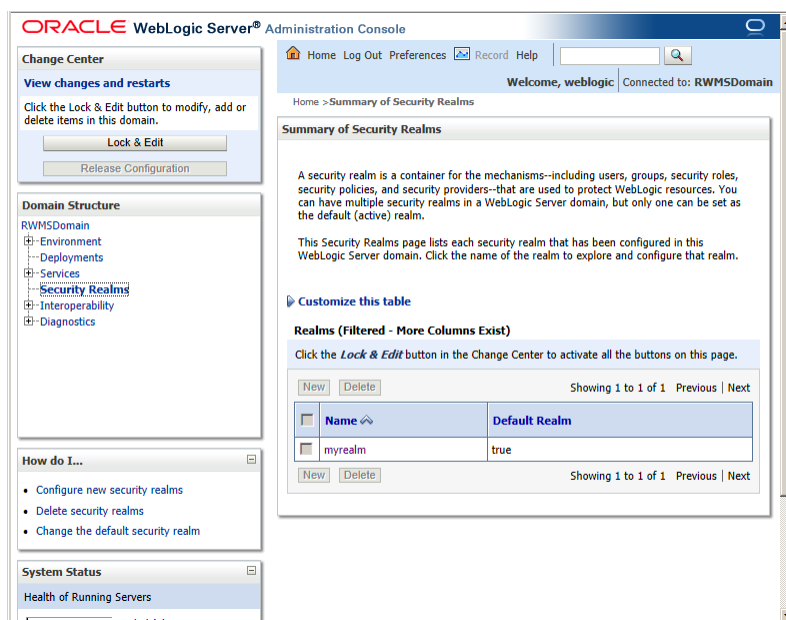 ORACLE WebLogic Server® Administration Console
Change Center
View changes and restarts
Click the Lock & Edit button to modify, add or
delete items in this domain.
Lock & Edit
Release Configuration
Domain Structure
RWMSDomain
Environment
Deployments
Services
Security Realms
Interoperability
Diagnostics
How do I...
Configure new security realms
Delete security realms
Change the default security realm
System Status
Health of Running Servers
Home Log Out Preferences Record Help
Welcome, weblogic Connected to: RWMSDomain
Home >Summary of Security Realms
Summary of Security Realms
A security realm is a container for the mechanisms--including users, groups, security roles,
security policies, and security providers--that are used to protect WebLogic resources. You
can have multiple security realms in a WebLogic Server domain, but only one can be set as
the default (active) realm.
This Security Realms page lists each security realm that has been configured in this
WebLogic Server domain. Click the name of the realm to explore and configure that realm.
Customize this table
Realms (Filtered - More Columns Exist)
Click the Lock & Edit button in the Change Center to activate all the buttons on this page.
New Delete Showing 1 to 1 of 1 Previous | Next
Name Default Realm
myrealm true
New Delete Showing 1 to 1 of 1 Previous | Next